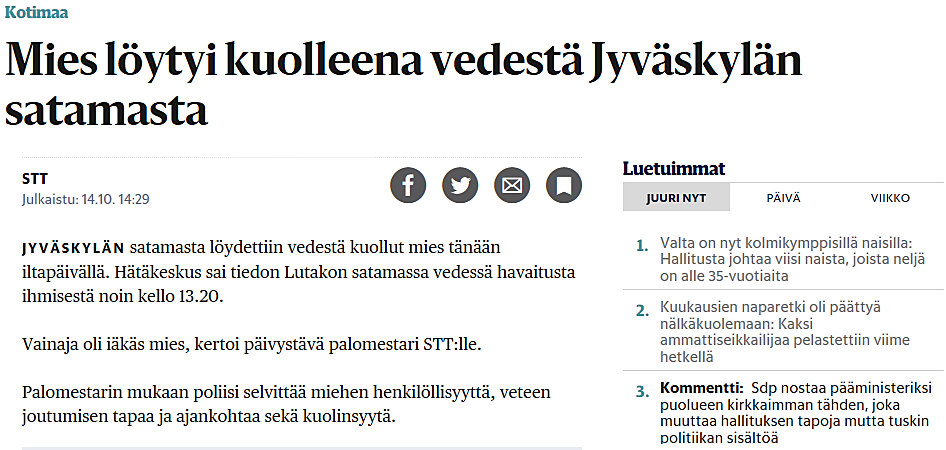 Kotimaa
Mies löytyi kuolleena vedestä Jyväskylän
satamasta
STT
Julkaistu: 14.10. 14:29
JYVÄSKYLÄN satamasta löydettiin vedestä kuollut mies tänään
iltapäivällä. Hätäkeskus sai tiedon Lutakon satamassa vedessä havaitusta
ihmisestä noin kello 13.20.
Vainaja oli iäkäs mies, kertoi päivystävä palomestari STT:lle.
Palomestarin mukaan poliisi selvittää miehen henkilöllisyyttä, veteen
joutumisen tapaa ja ajankohtaa sekä kuolinsyytä.
Luetuimmat
JUURI NYT PÄIVÄ VIIKKO
1. Valta on nyt kolmikymppisillä naisilla:
Hallitusta johtaa viisi naista, joista neljä
on alle 35-vuotiaita
2. Kuukausien naparetki oli päättyä
nälkäkuolemaan: Kaksi
ammattiseikkailijaa pelastettiin viime
hetkellä
3. Kommentti: Sdp nostaa pääministeriksi
puolueen kirkkaimman tähden, joka
muuttaa hallituksen tapoja mutta tuskin
politiikan sisältöä